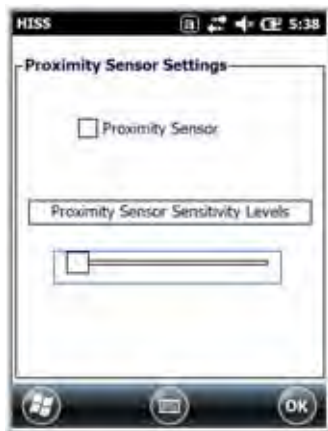 HISS 5:38
Proximity Sensor Settings
Proximity Sensor
Proximity Sensor Sensitivity Levels
OK